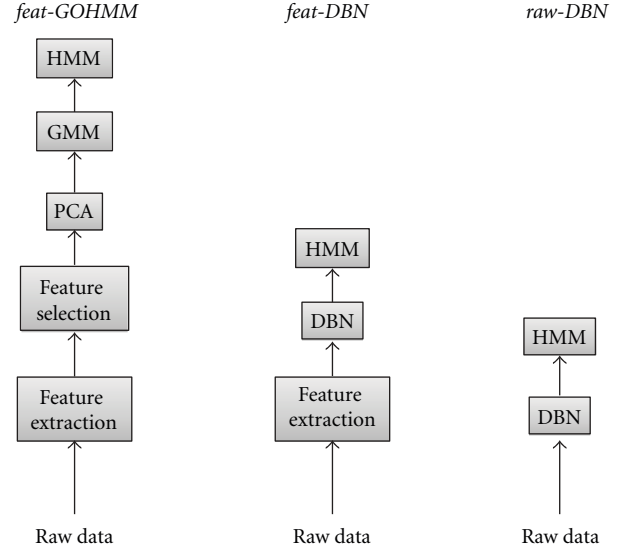 feat-GOHMM
HMM
GMM
PCA
Feature
selection
Feature
extraction
Raw data
feat-DBN
HMM
DBN
Feature
extraction
Raw data
raw-DBN
HMM
DBN
Raw data